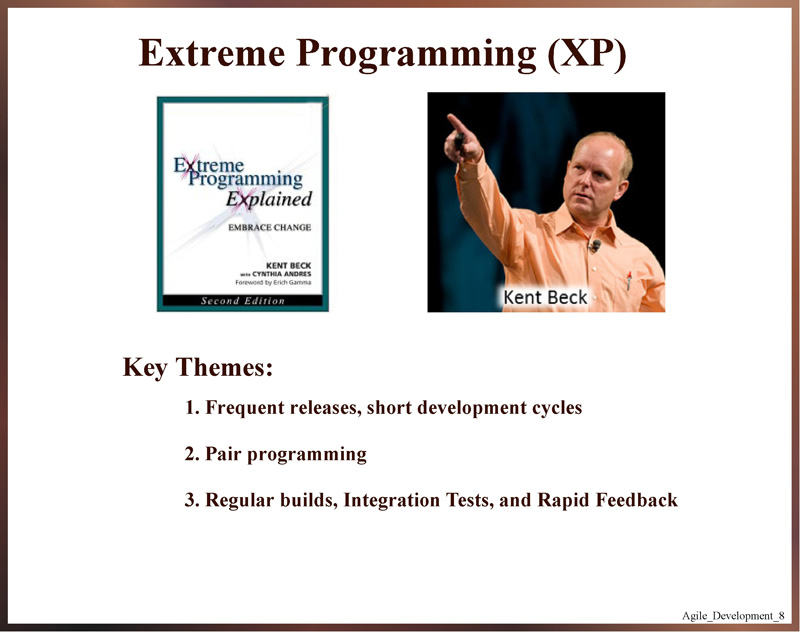 Extreme Programming (XP)
Extreme
Programming
Explained
EMBRACE CHANGE
KENT BECK
WITH CYNTHIA ANDRES
Foreword by Erich Gamma
Second Edition
Kent Beck
Key Themes:
1. Frequent releases, short development cycles
2. Pair programming
3. Regular builds, Integration Tests, and Rapid Feedback
Agile_Development_8